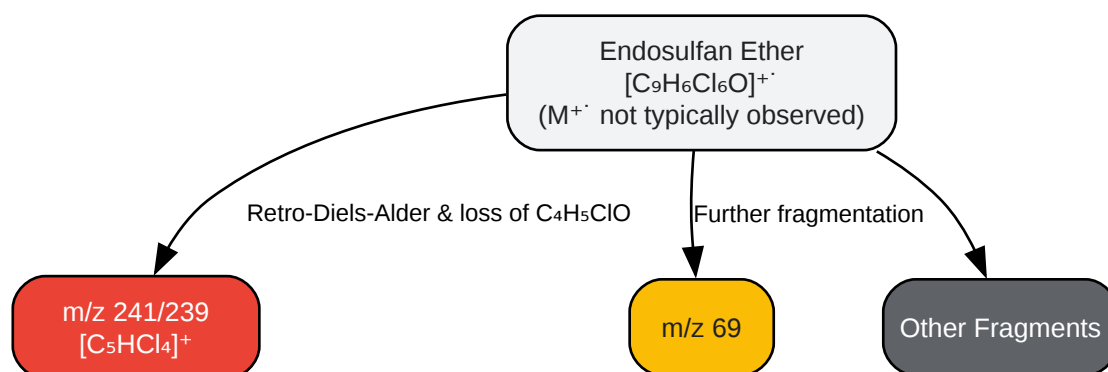 Endosulfan Ether
[C₉H₆Cl₆O]⁺˙
(M⁺˙ not typically observed)
Retro-Diels-Alder & loss of C₄H₅ClO
Further fragmentation
m/z 241/239
[C₅HCl₄]⁺
m/z 69
Other Fragments